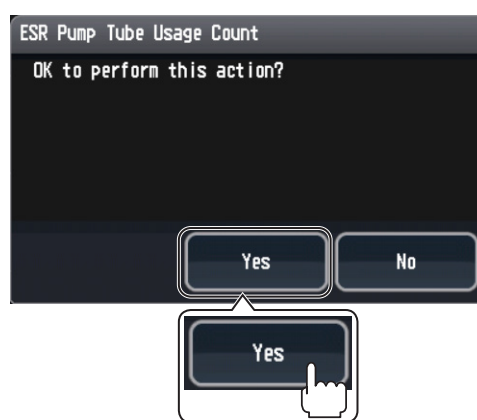 ESR Pump Tube Usage Count
OK to perform this action?
Yes
No
Yes